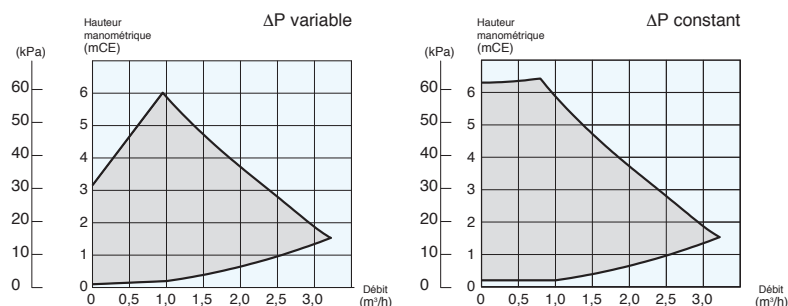 Hauteur
manométrique
(mCE)
ΔP variable
(kPa)
60
50
40
30
20
10
0
6
5
4
3
2
1
0
0 0,5 1,0 1,5 2,0 2,5 3,0
Débit
(m³/h)
Hauteur
manométrique
(mCE)
ΔP constant
(kPa)
60
50
40
30
20
10
0
6
5
4
3
2
1
0
0 0,5 1,0 1,5 2,0 2,5 3,0
Débit
(m³/h)